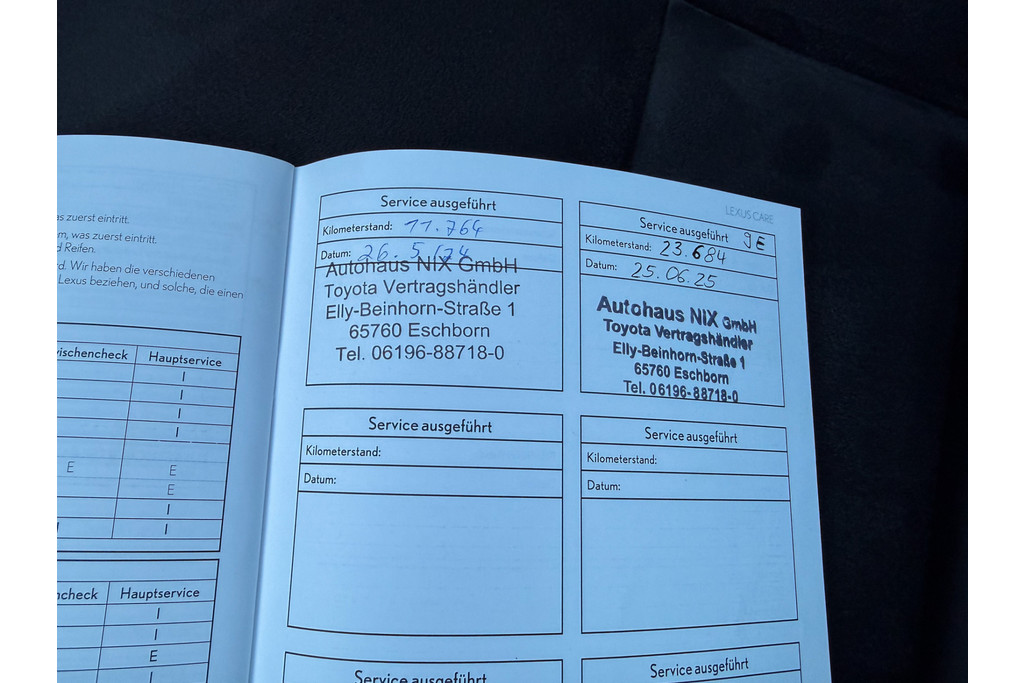 as zuerst eintritt.
m, was zuerst eintritt.
d Reifen.
d. Wir haben die verschiedenen
Lexus beziehen, und solche, die einen
ischencheck Hauptservice
I
I
I
I
E E
E
I
I
ncheck Hauptservice
I
I
E
I
Service ausgeführt
Kilometerstand: 11.764
Datum: 26.5/24
Autohaus NIX GmbH
Toyota Vertragshändler
Elly-Beinhorn-Straße 1
65760 Eschborn
Tel. 06196-88718-0
LEXUS CARE
Service ausgeführt JE
Kilometerstand: 23.684
Datum: 25.06.25
Autohaus NiX GmbH
Toyota Vertragshändler
Elly-Beinhorn-Straße 1
65760 Eschborn
Tel. 06196-88718-0
Service ausgeführt
Kilometerstand:
Datum:
Service ausgeführt
Kilometerstand:
Datum:
Service ausgeführt
Service ausgeführt